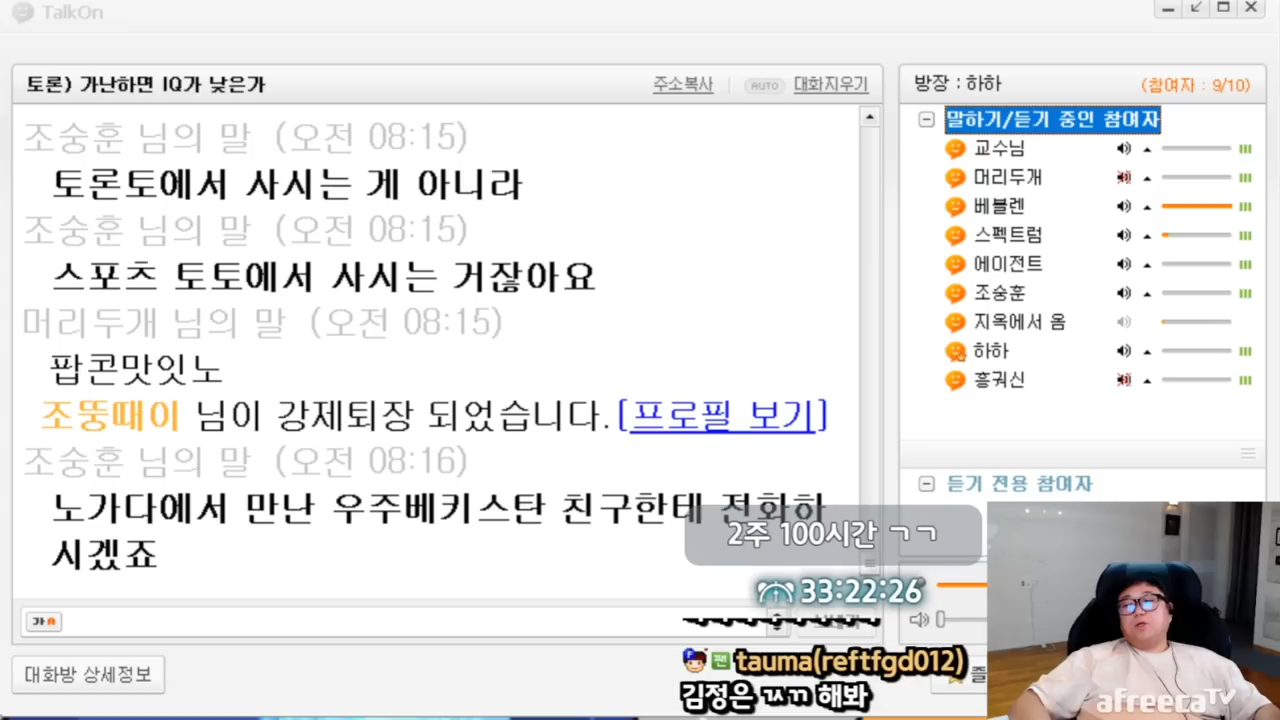 TalkOn
토론) 가난하면 IQ가 낮은가
주소복사 | AUTO 대화지우기
조숭훈 님의 말 (오전 08:15)
토론토에서 사시는 게 아니라
조숭훈 님의 말 (오전 08:15)
스포츠 토토에서 사시는 거잖아요
머리두개 님의 말 (오전 08:15)
팝콘맛잇노
조뚱때이 님이 강제퇴장 되었습니다.[프로필 보기]
조숭훈 님의 말 (오전 08:16)
노가다에서 만난 우주베키스탄 친구한테 전화하
시겠죠
가
대화방 상세정보
방장 : 하하 (참여자 : 9/10)
말하기/듣기 중인 참여자
교수님
머리두개
베블렌
스펙트럼
에이전트
조숭훈
지옥에서 옴
하하
흥궈신
듣기 전용 참여자
2주 100시간 ㄱㄱ
33:22:26
팬 tauma(reftfgd012)
김정은 ㄲㄲ 해봐
즐
afreecaTV